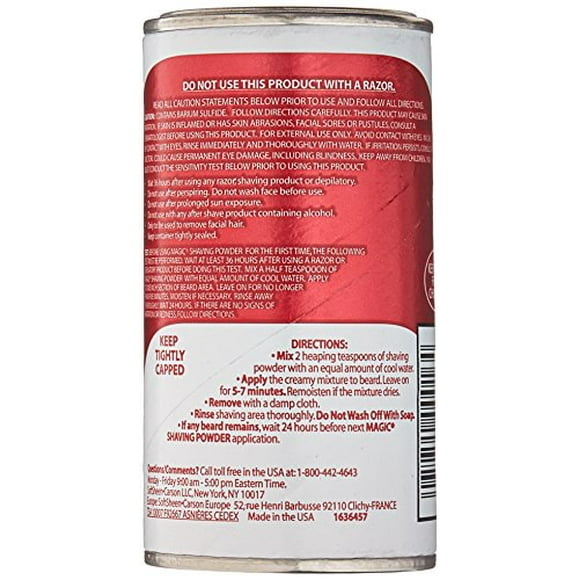 DO NOT USE THIS PRODUCT WITH A RAZOR.
READ ALL CAUTION STATEMENTS BELOW PRIOR TO USE AND FOLLOW ALL DIRECTIONS.
CONTAINS BARIUM SULFIDE. FOLLOW DIRECTIONS CAREFULLY. THIS PRODUCT MAY CAUSE
IF SKIN IS INFLAMED OR HAS SKIN ABRASIONS, FACIAL SORES OR PUSTULES, CONSULT A
BEFORE USING THIS PRODUCT. FOR EXTERNAL USE ONLY. AVOID CONTACT WITH EYES.
WITH EYES, RINSE IMMEDIATELY AND THOROUGHLY WITH WATER. IF IRRITATION PERSISTS,
COULD CAUSE PERMANENT EYE DAMAGE, INCLUDING BLINDNESS. KEEP AWAY FROM CHILDREN.
THE SENSITIVITY TEST BELOW PRIOR TO USING THIS PRODUCT.
36 hours after using any razor, shaving product or depilatory.
not use after perspiring. Do not wash face before use.
not use after prolonged sun exposure.
not use with any after shave product containing alcohol.
to be used to remove facial hair.
container tightly sealed.
BEFORE USING MAGIC® SHAVING POWDER FOR THE FIRST TIME, THE FOLLOWING
PERFORMED. WAIT AT LEAST 36 HOURS AFTER USING A RAZOR OR
PRODUCT BEFORE DOING THIS TEST. MIX A HALF TEASPOON OF
POWDER WITH EQUAL AMOUNT OF COOL WATER. APPLY
SECTION OF BEARD AREA. LEAVE ON FOR NO LONGER
MOISTEN IF NECESSARY. RINSE AWAY
WAIT 24 HOURS. IF THERE ARE NO SIGNS OF
OR REDNESS, FOLLOW DIRECTIONS.
KEEP
TIGHTLY
CAPPED
DIRECTIONS:
• Mix 2 heaping teaspoons of shaving
powder with an equal amount of cool water.
• Apply the creamy mixture to beard. Leave on
for 5-7 minutes. Remoisten if the mixture dries.
• Remove with a damp cloth.
• Rinse shaving area thoroughly. Do Not Wash Off With Soap.
• If any beard remains, wait 24 hours before next MAGIC®
SHAVING POWDER application.
Questions/Comments? Call toll free in the USA at: 1-800-442-4643
Monday - Friday 9:00 am - 5:00 pm Eastern Time.
SoftSheen-Carson LLC, New York, NY 10017
Europe: SoftSheen-Carson Europe 52, rue Henri Barbusse 92110 Clichy-FRANCE
F92667 ASNIÈRES CEDEX Made in the USA 1636457